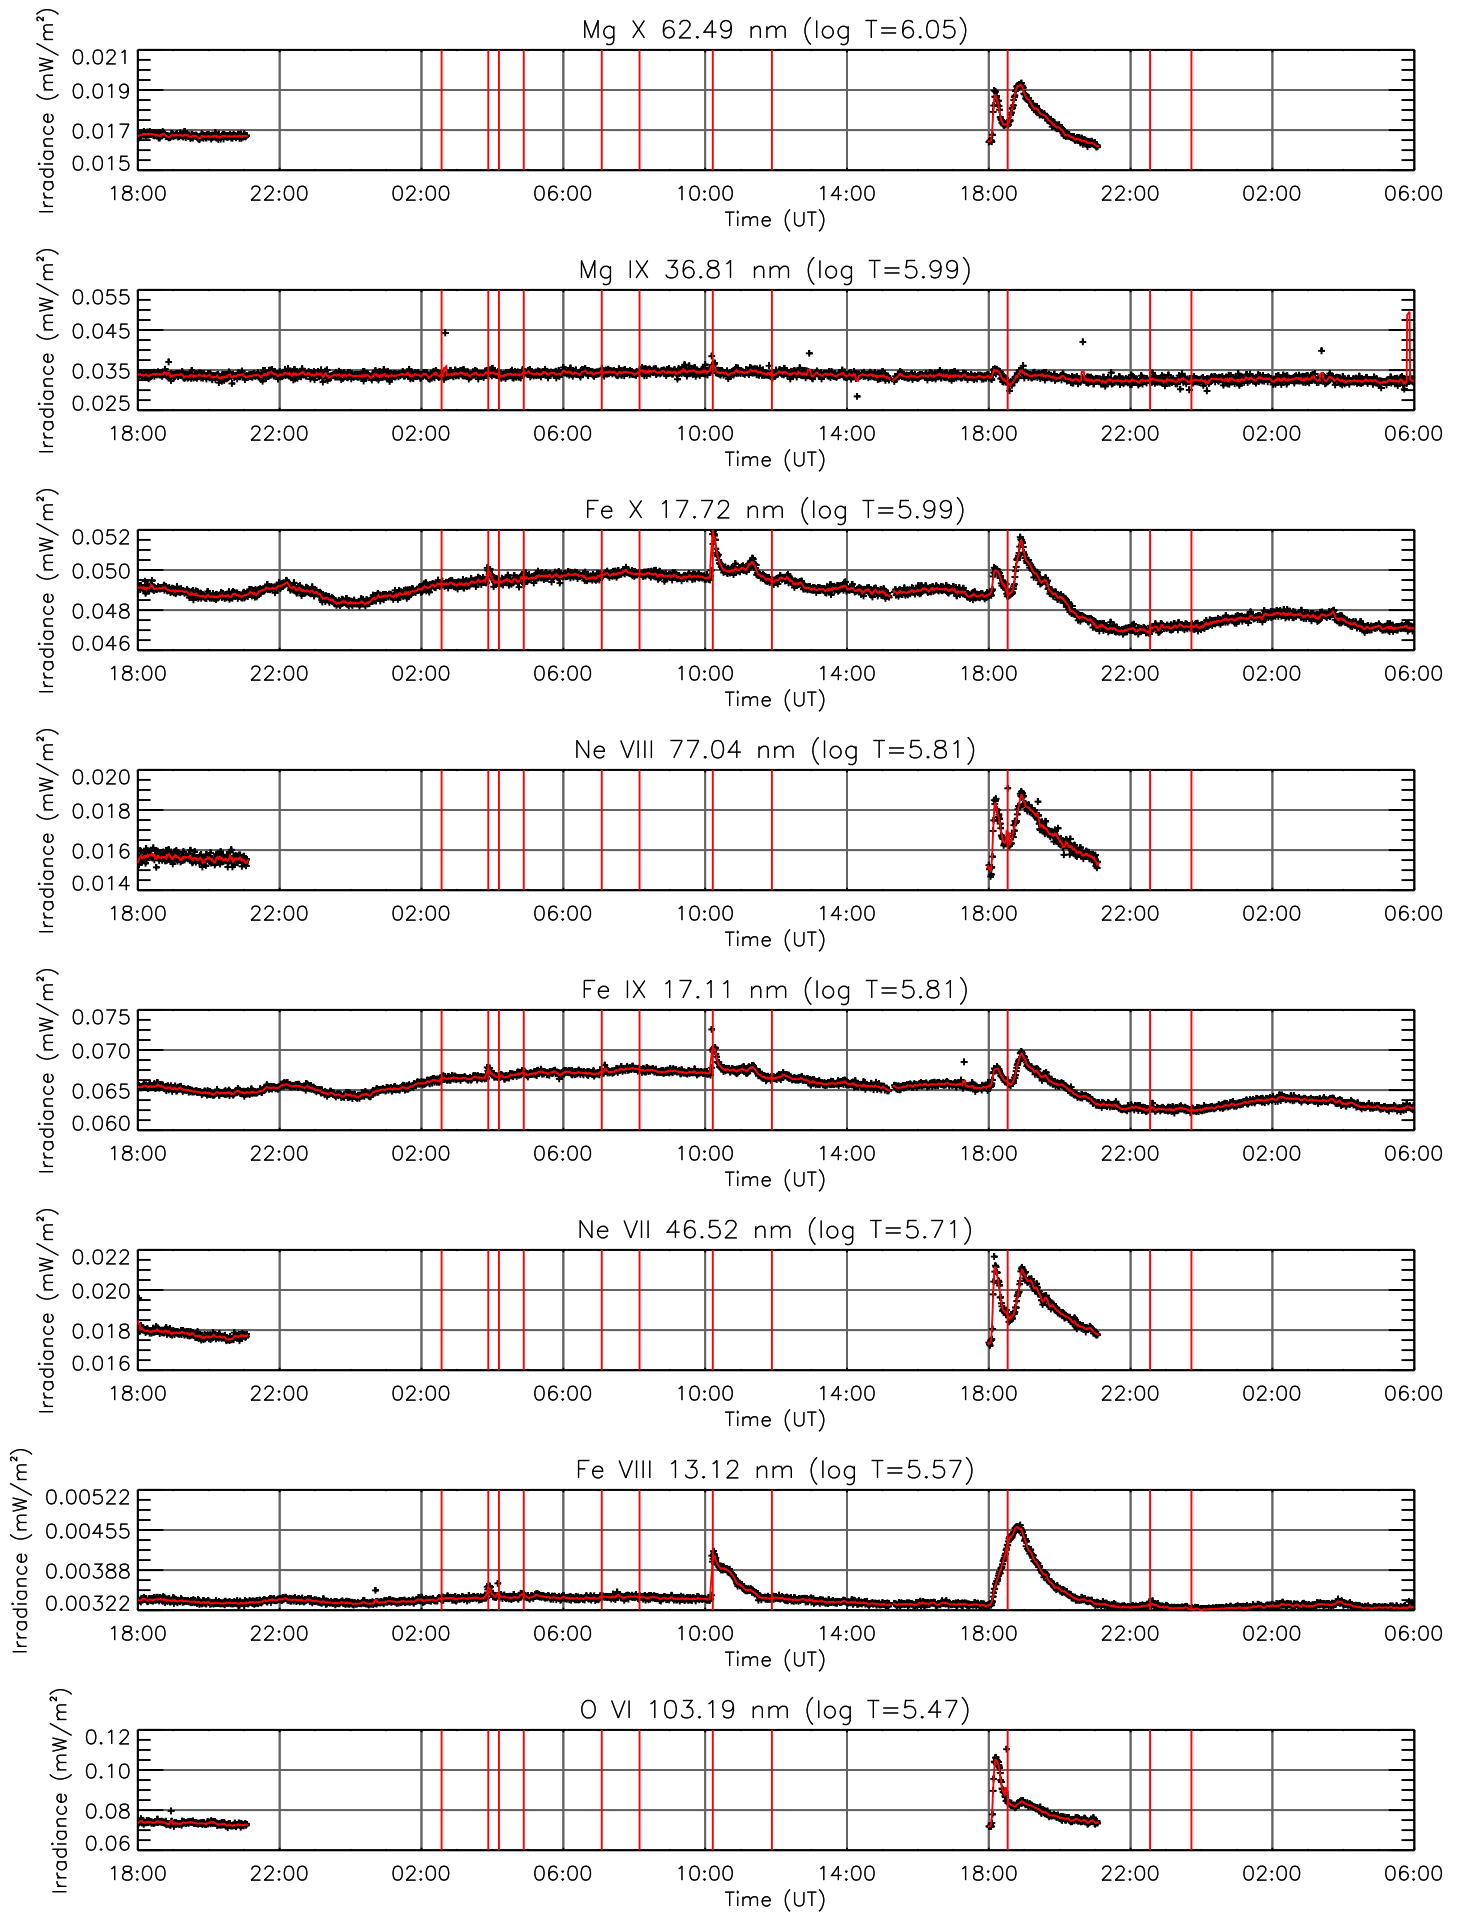 Mg X 62.49 nm (log T=6.05)
Irradiance (mW/m²)
0.021
0.019
0.017
0.015
18:00 22:00 02:00 06:00 10:00 14:00 18:00 22:00 02:00 06:00
Time (UT)
Mg IX 36.81 nm (log T=5.99)
Irradiance (mW/m²)
0.055
0.045
0.035
0.025
18:00 22:00 02:00 06:00 10:00 14:00 18:00 22:00 02:00 06:00
Time (UT)
Fe X 17.72 nm (log T=5.99)
Irradiance (mW/m²)
0.052
0.050
0.048
0.046
18:00 22:00 02:00 06:00 10:00 14:00 18:00 22:00 02:00 06:00
Time (UT)
Ne VIII 77.04 nm (log T=5.81)
Irradiance (mW/m²)
0.020
0.018
0.016
0.014
18:00 22:00 02:00 06:00 10:00 14:00 18:00 22:00 02:00 06:00
Time (UT)
Fe IX 17.11 nm (log T=5.81)
Irradiance (mW/m²)
0.075
0.070
0.065
0.060
18:00 22:00 02:00 06:00 10:00 14:00 18:00 22:00 02:00 06:00
Time (UT)
Ne VII 46.52 nm (log T=5.71)
Irradiance (mW/m²)
0.022
0.020
0.018
0.016
18:00 22:00 02:00 06:00 10:00 14:00 18:00 22:00 02:00 06:00
Time (UT)
Fe VIII 13.12 nm (log T=5.57)
Irradiance (mW/m²)
0.00522
0.00455
0.00388
0.00322
18:00 22:00 02:00 06:00 10:00 14:00 18:00 22:00 02:00 06:00
Time (UT)
O VI 103.19 nm (log T=5.47)
Irradiance (mW/m²)
0.12
0.10
0.08
0.06
18:00 22:00 02:00 06:00 10:00 14:00 18:00 22:00 02:00 06:00
Time (UT)